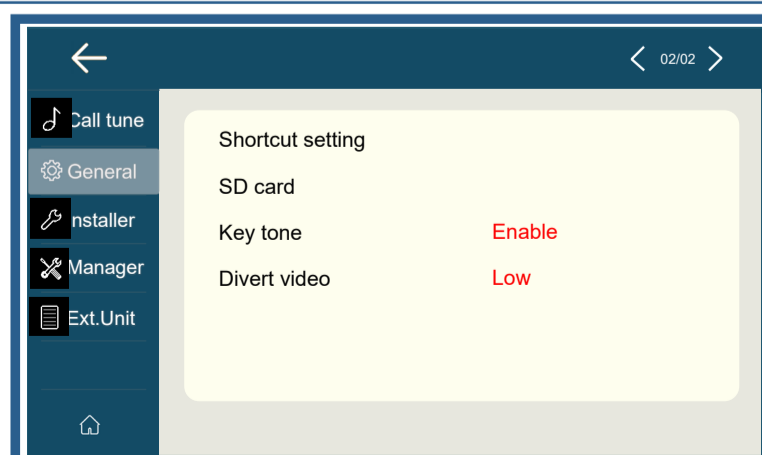 02/02
Call tune
General
nstaller
Manager
Ext.Unit
Shortcut setting
SD card
Key tone Enable
Divert video Low